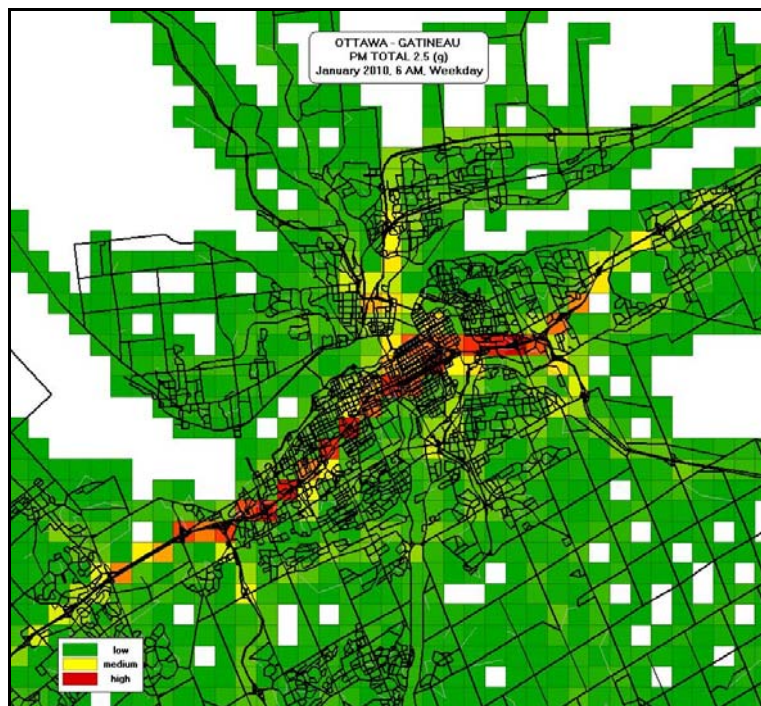 OTTAWA - GATINEAU
PM TOTAL 2.5 (g)
January 2010, 6 AM, Weekday
low
medium
high